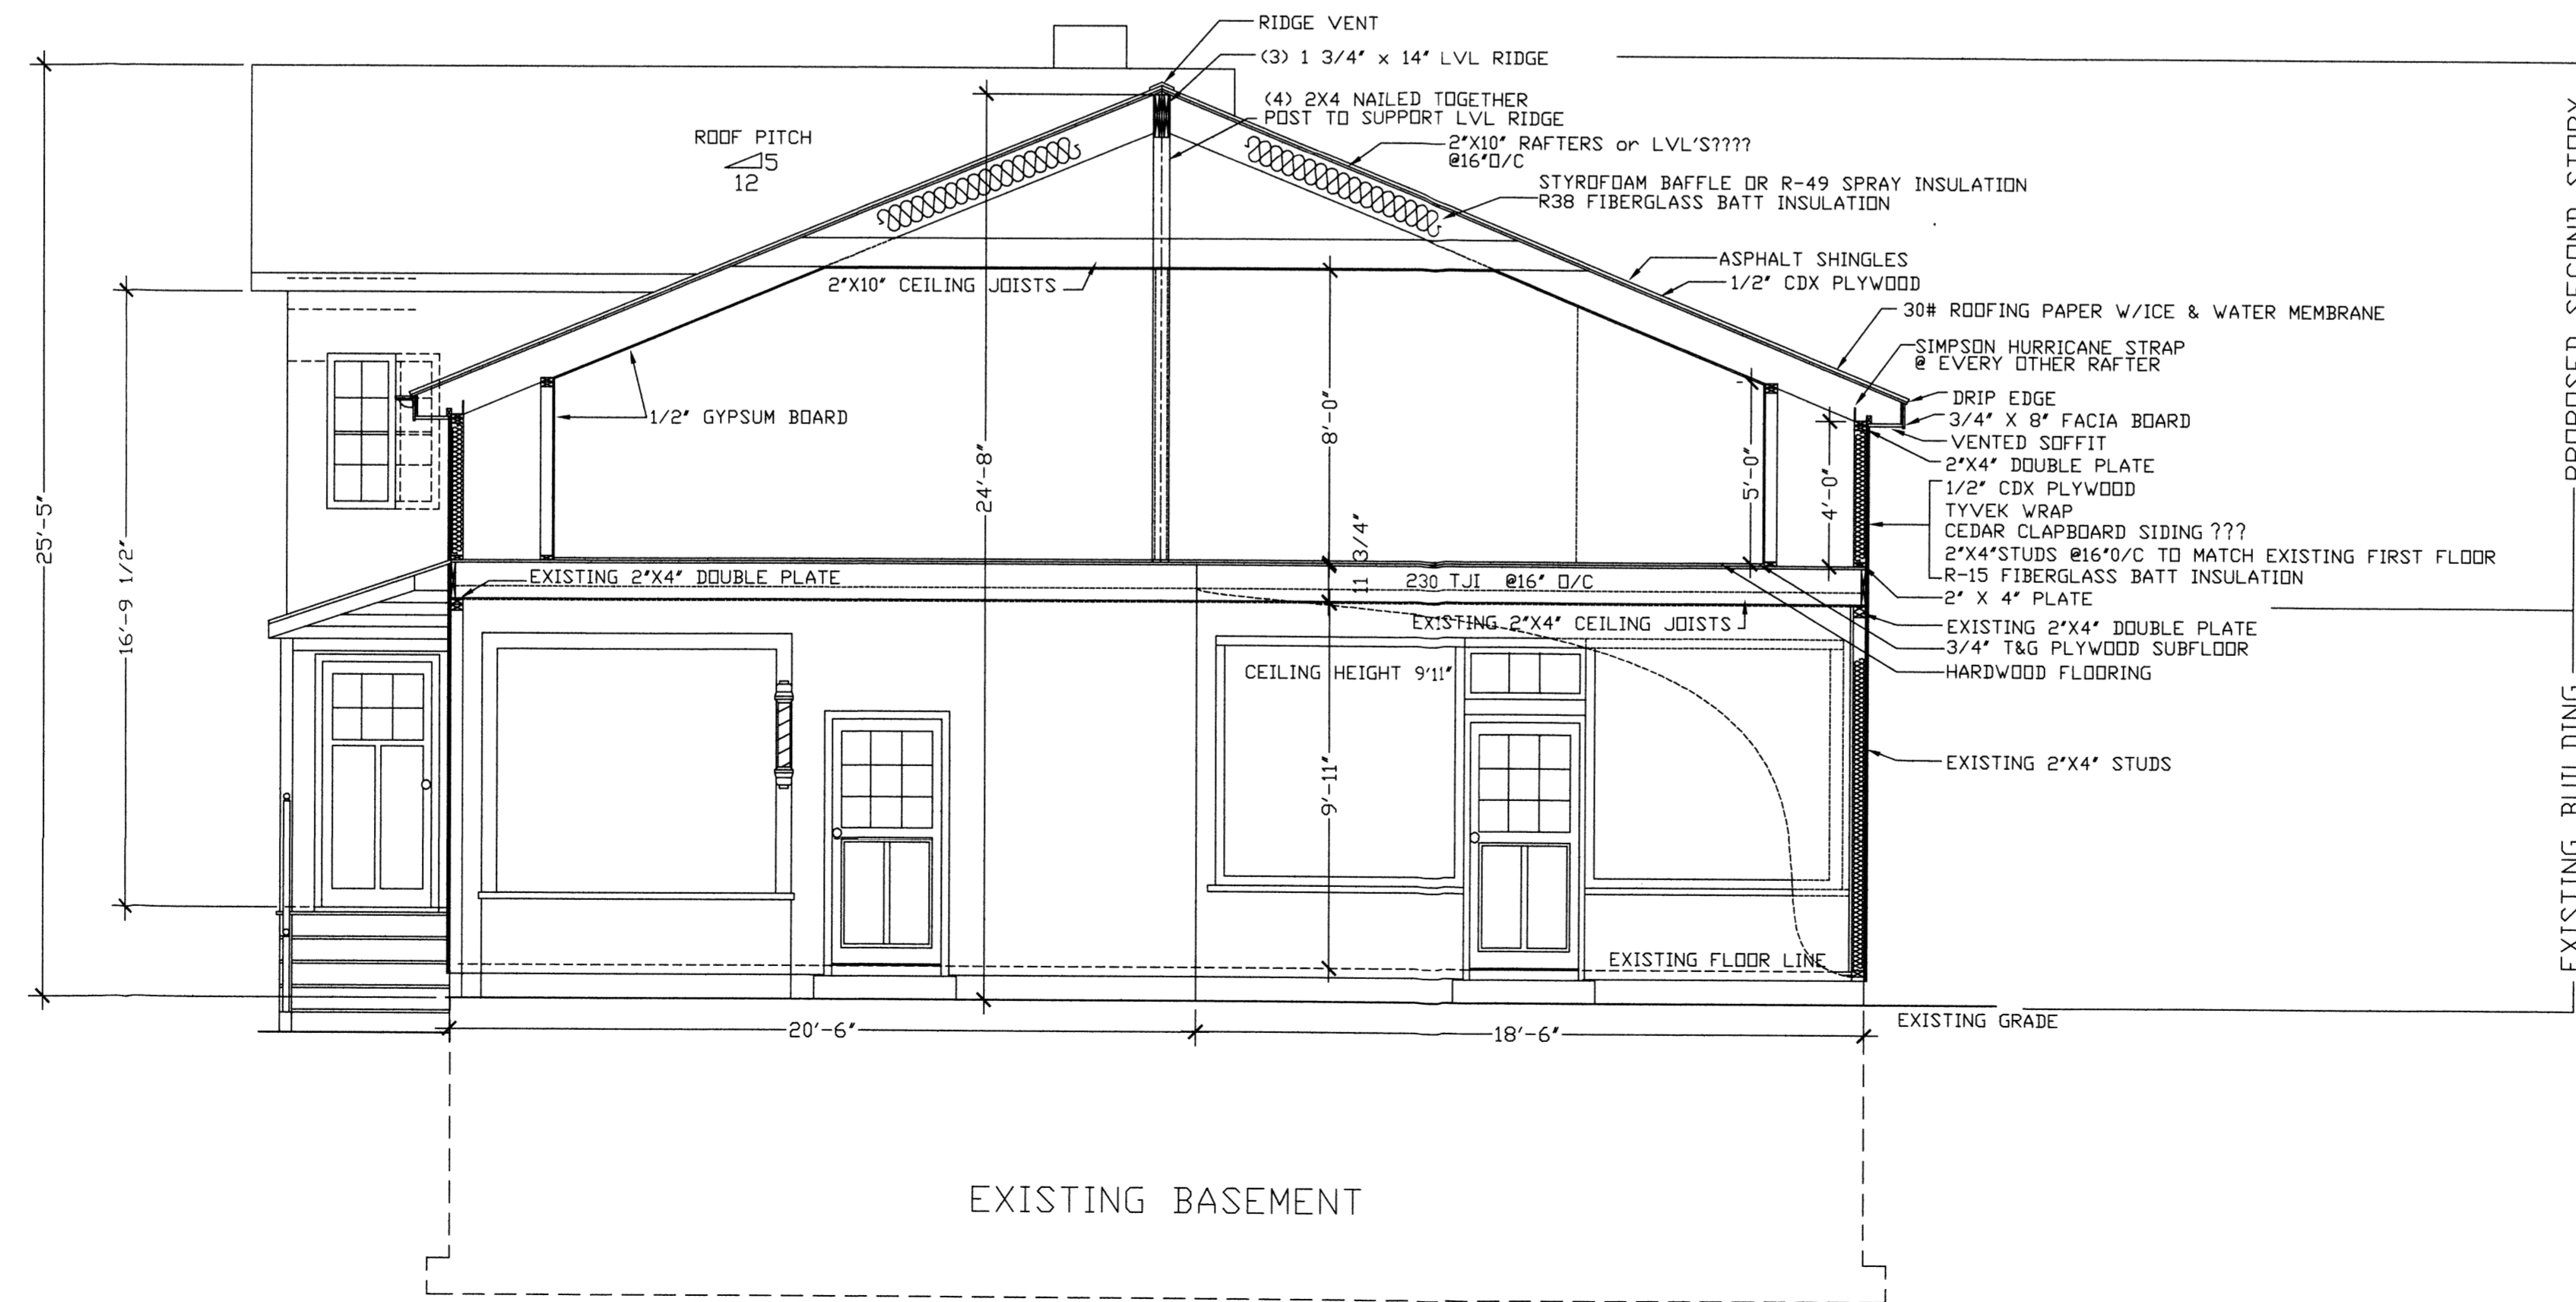 RIDGE VENT
(3) 1 3/4" x 14" LVL RIDGE
(4) 2X4 NAILED TOGETHER
POST TO SUPPORT LVL RIDGE
ROOF PITCH
5
12
2"X10" RAFTERS or LVL'S????
@16"O/C
STYROFOAM BAFFLE OR R-49 SPRAY INSULATION
R38 FIBERGLASS BATT INSULATION
ASPHALT SHINGLES
1/2" CDX PLYWOOD
2"X10" CEILING JOISTS
30# ROOFING PAPER W/ICE & WATER MEMBRANE
SIMPSON HURRICANE STRAP
@ EVERY OTHER RAFTER
DRIP EDGE
3/4" X 8" FACIA BOARD
VENTED SOFFIT
2"X4" DOUBLE PLATE
1/2" CDX PLYWOOD
TYVEK WRAP
CEDAR CLAPBOARD SIDING ???
2"X4"STUDS @16"O/C TO MATCH EXISTING FIRST FLOOR
R-15 FIBERGLASS BATT INSULATION
2" X 4" PLATE
EXISTING 2"X4" DOUBLE PLATE
3/4" T&G PLYWOOD SUBFLOOR
HARDWOOD FLOORING
EXISTING 2"X4" STUDS
1/2" GYPSUM BOARD
25'-5"
16'-9 1/2"
24'-8"
8'-0"
5'-0"
4'-0"
11 3/4"
EXISTING 2"X4" DOUBLE PLATE
230 TJI @16" O/C
EXISTING 2"X4" CEILING JOISTS
CEILING HEIGHT 9'11"
9'-11"
EXISTING FLOOR LINE
EXISTING GRADE
20'-6"
18'-6"
EXISTING BASEMENT
PROPOSED SECOND STORY
EXISTING BUILDING